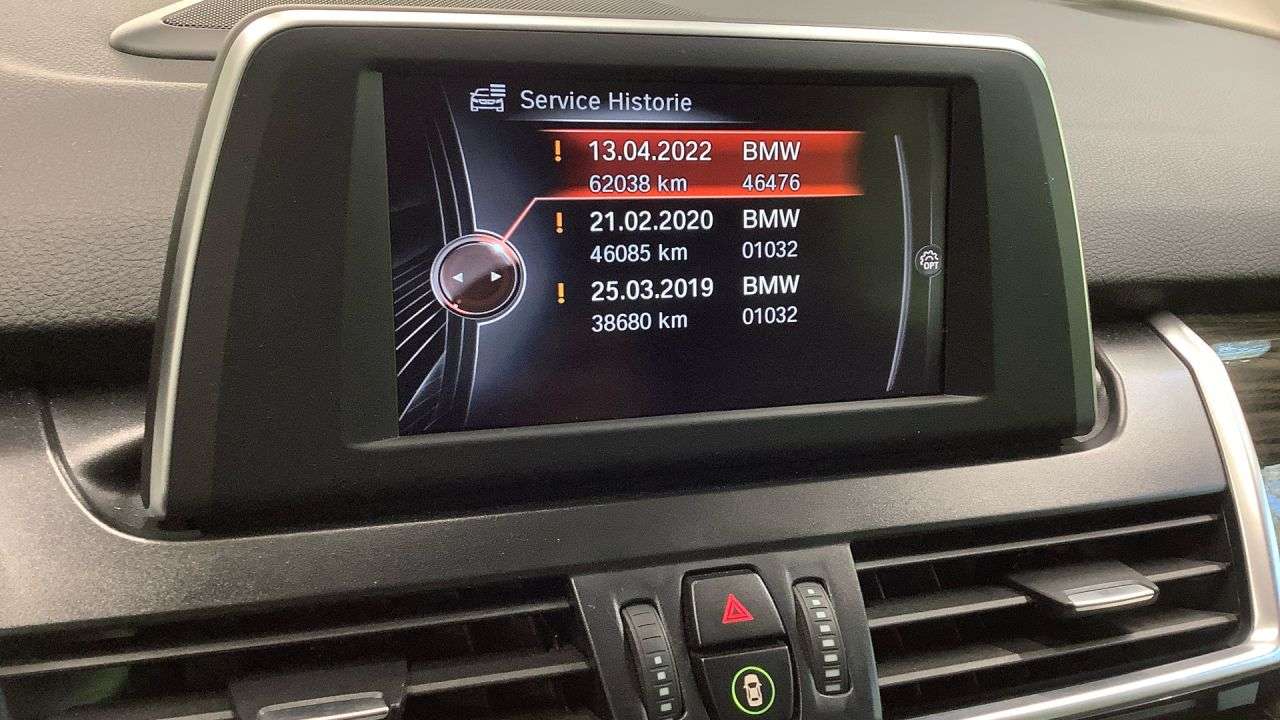 Service Historie
! 13.04.2022 BMW
62038 km 46476
! 21.02.2020 BMW
46085 km 01032
! 25.03.2019 BMW
38680 km 01032
OPT